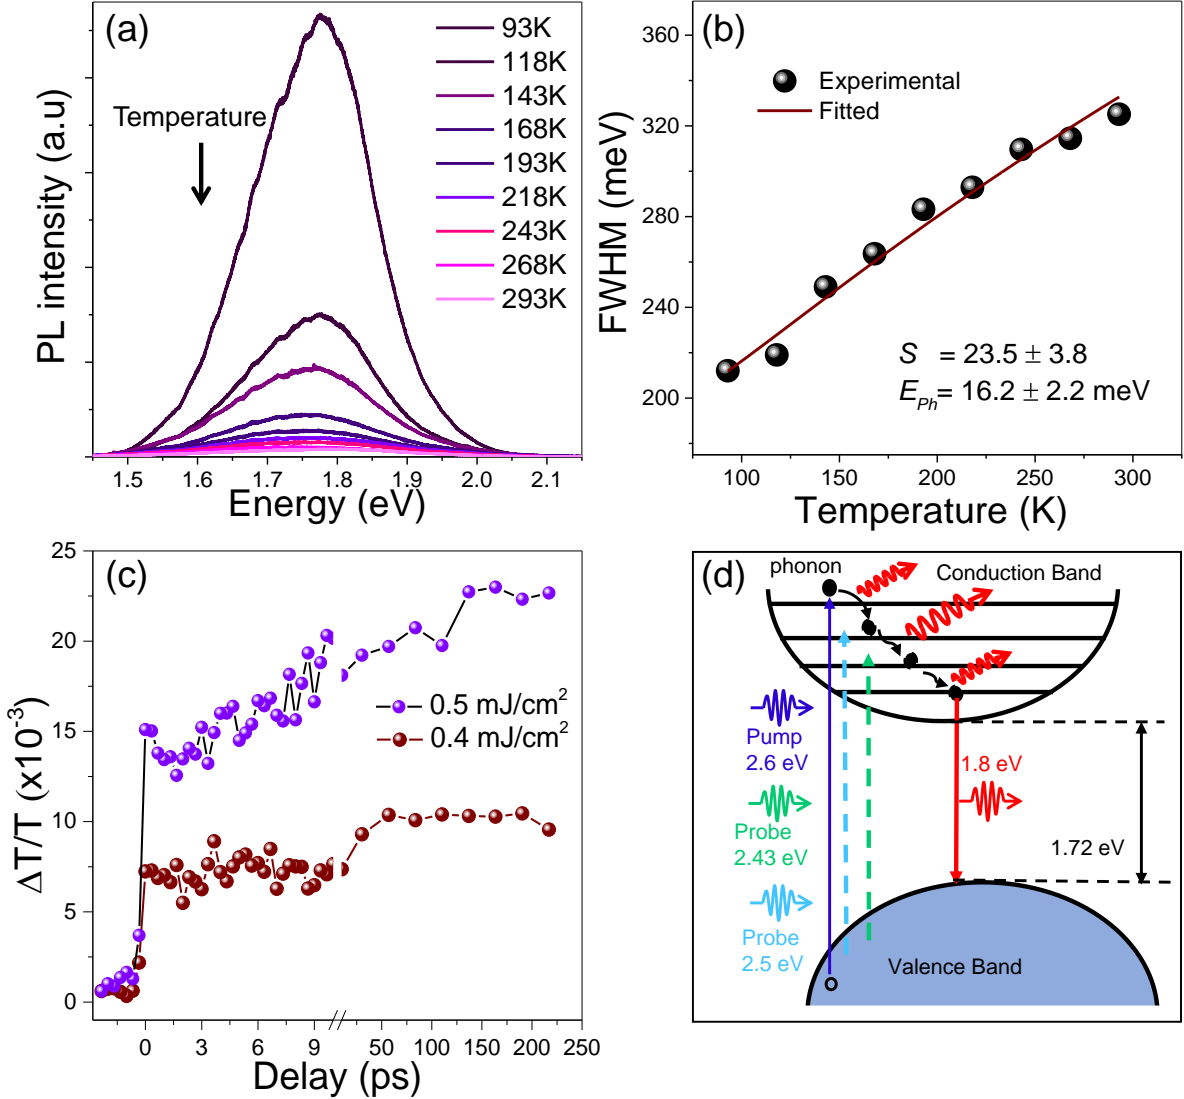 (a)
Temperature
93K
118K
143K
168K
193K
218K
243K
268K
293K
PL intensity (a.u)
1.5 1.6 1.7 1.8 1.9 2.0 2.1
Energy (eV)
(b)
Experimental
Fitted
360
320
280
240
200
FWHM (meV)
S = 23.5 ± 3.8
E_Ph = 16.2 ± 2.2 meV
100 150 200 250 300
Temperature (K)
(c)
25
20
15
10
5
0
ΔT/T (x10⁻³)
0.5 mJ/cm²
0.4 mJ/cm²
0 3 6 9 50 100 150 200 250
Delay (ps)
(d)
phonon
Conduction Band
Pump
2.6 eV
1.8 eV
Probe
2.43 eV
1.72 eV
Probe
2.5 eV
Valence Band